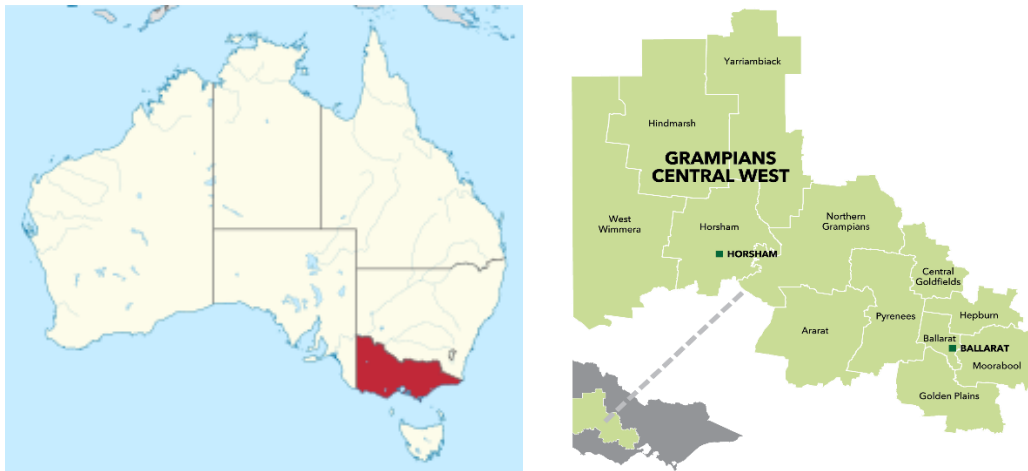 Yarriambiack
Hindmarsh
GRAMPIANS
CENTRAL WEST
West
Wimmera
Horsham
Northern
Grampians
HORSHAM
Central
Goldfields
Pyrenees
Hepburn
Ararat
Ballarat
BALLARAT
Moorabool
Golden Plains